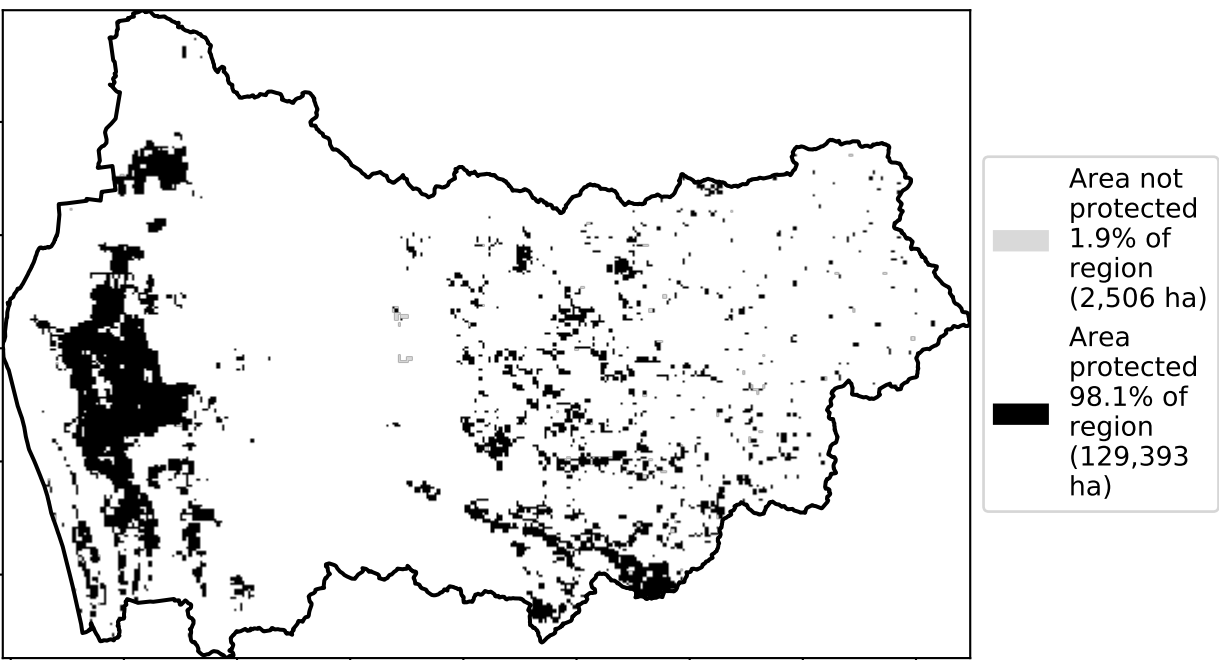 Area not
protected
1.9% of
region
(2,506 ha)
Area
protected
98.1% of
region
(129,393
ha)